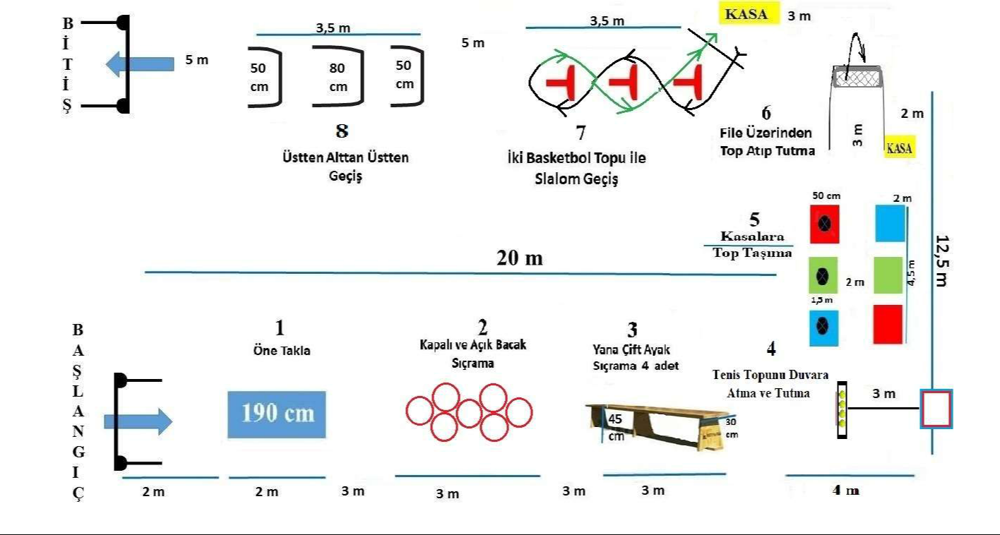 BİTİŞ
5 m
3,5 m
50
cm
80
cm
50
cm
8
Üstten Alttan Üstten
Geçiş
5 m
3,5 m
7
İki Basketbol Topu ile
Slalom Geçiş
KASA
3 m
6
File Üzerinden
Top Atıp Tutma
3 m
KASA
2 m
12,5 m
50 cm
2 m
5
Kasalara
Top Taşıma
2 m
4,5 m
1,5 m
20 m
BAŞLANGIÇ
1
Öne Takla
190 cm
2
Kapalı ve Açık Bacak
Sıçrama
3
Yana Çift Ayak
Sıçrama 4 adet
45
cm
30
cm
4
Tenis Topunu Duvara
Atma ve Tutma
3 m
2 m
2 m
3 m
3 m
3 m
3 m
4 m